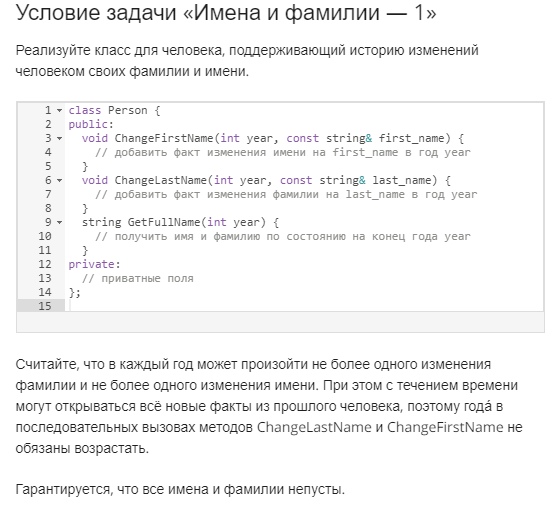 Условие задачи «Имена и фамилии — 1»
Реализуйте класс для человека, поддерживающий историю изменений
человеком своих фамилии и имени.
1 class Person {
2 public:
3   void ChangeFirstName(int year, const string& first_name) {
4     // добавить факт изменения имени на first_name в год year
5   }
6   void ChangeLastName(int year, const string& last_name) {
7     // добавить факт изменения фамилии на last_name в год year
8   }
9   string GetFullName(int year) {
10     // получить имя и фамилию по состоянию на конец года year
11   }
12 private:
13   // приватные поля
14 };
15
Считайте, что в каждый год может произойти не более одного изменения
фамилии и не более одного изменения имени. При этом с течением времени
могут открываться всё новые факты из прошлого человека, поэтому года́ в
последовательных вызовах методов ChangeLastName и ChangeFirstName не
обязаны возрастать.
Гарантируется, что все имена и фамилии непусты.